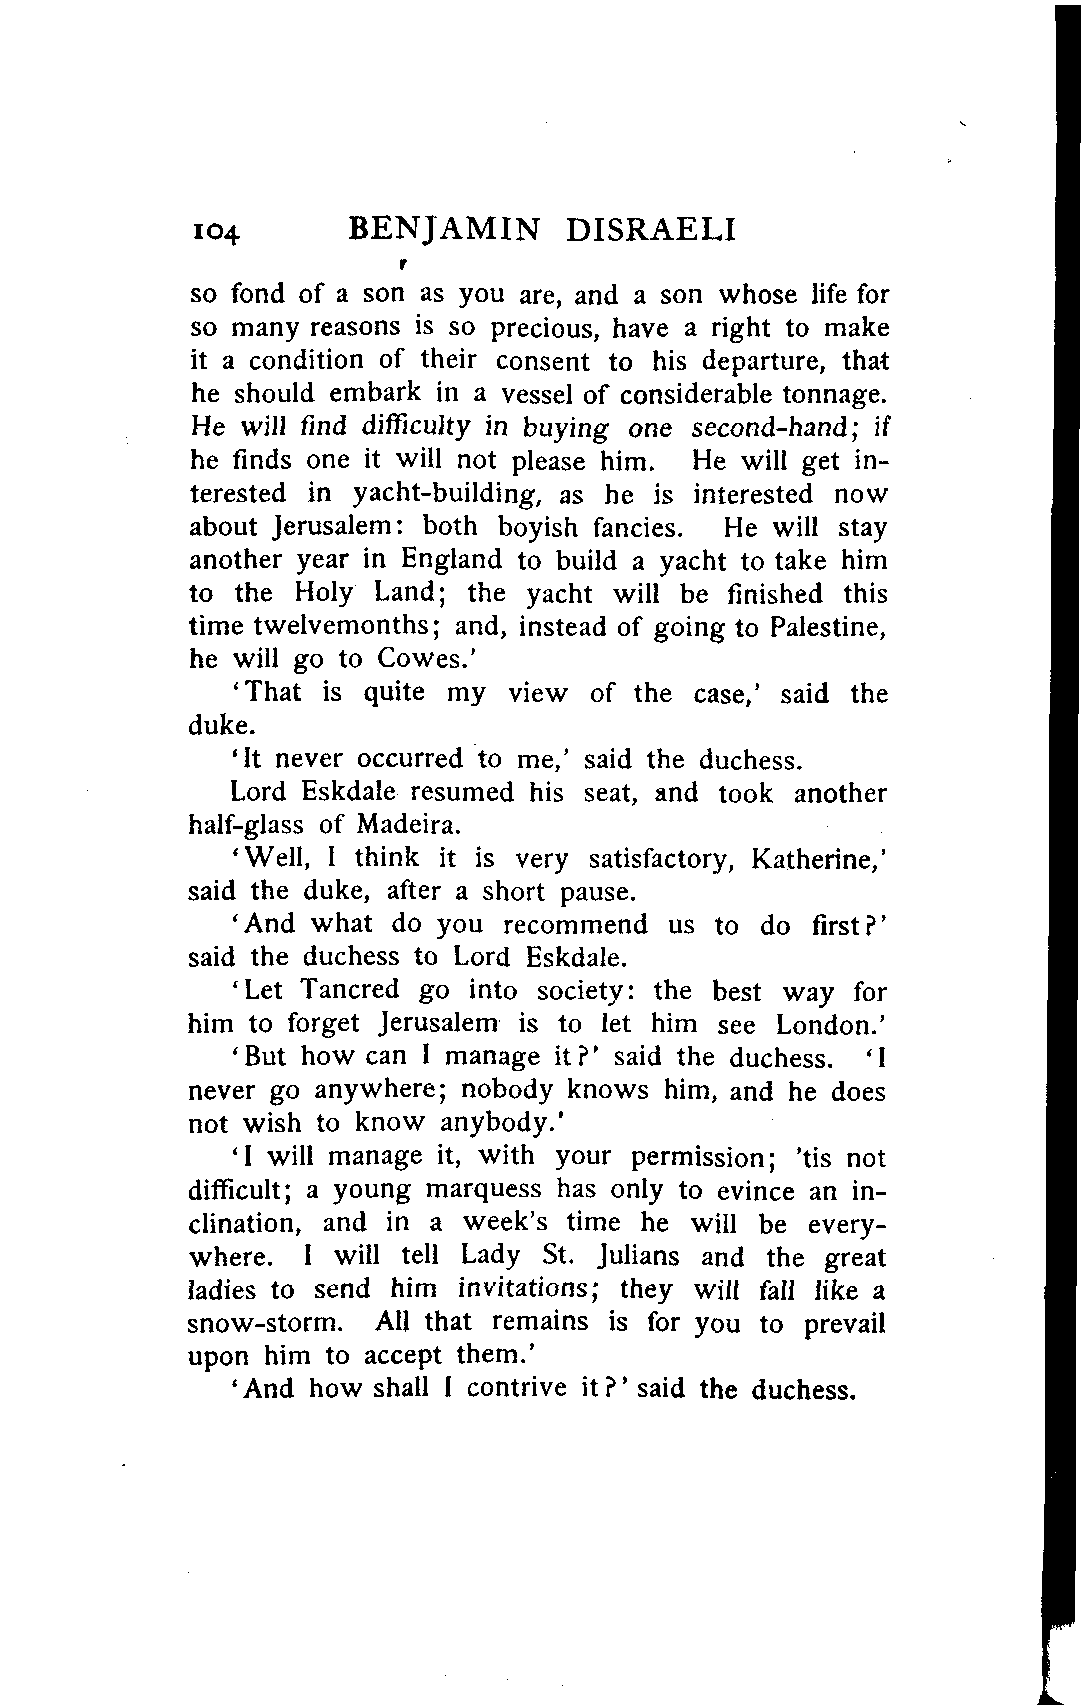 104 BENJAMIN DISRAELI
so fond of a son as you are, and a son whose life for
so many reasons is so precious, have a right to make
it a condition of their consent to his departure, that
he should embark in a vessel of considerable tonnage.
He will find difficulty in buying one second-hand; if
he finds one it will not please him. He will get in-
terested in yacht-building, as he is interested now
about Jerusalem: both boyish fancies. He will stay
another year in England to build a yacht to take him
to the Holy Land; the yacht will be finished this
time twelvemonths; and, instead of going to Palestine,
he will go to Cowes.'
'That is quite my view of the case,' said the
duke.
'It never occurred to me,' said the duchess.
Lord Eskdale resumed his seat, and took another
half-glass of Madeira.
'Well, I think it is very satisfactory, Katherine,'
said the duke, after a short pause.
'And what do you recommend us to do first?'
said the duchess to Lord Eskdale.
'Let Tancred go into society: the best way for
him to forget Jerusalem is to let him see London.'
'But how can I manage it?' said the duchess. 'I
never go anywhere; nobody knows him, and he does
not wish to know anybody.'
'I will manage it, with your permission; 'tis not
difficult; a young marquess has only to evince an in-
clination, and in a week's time he will be every-
where. I will tell Lady St. Julians and the great
ladies to send him invitations; they will fall like a
snow-storm. All that remains is for you to prevail
upon him to accept them.'
'And how shall I contrive it?' said the duchess.